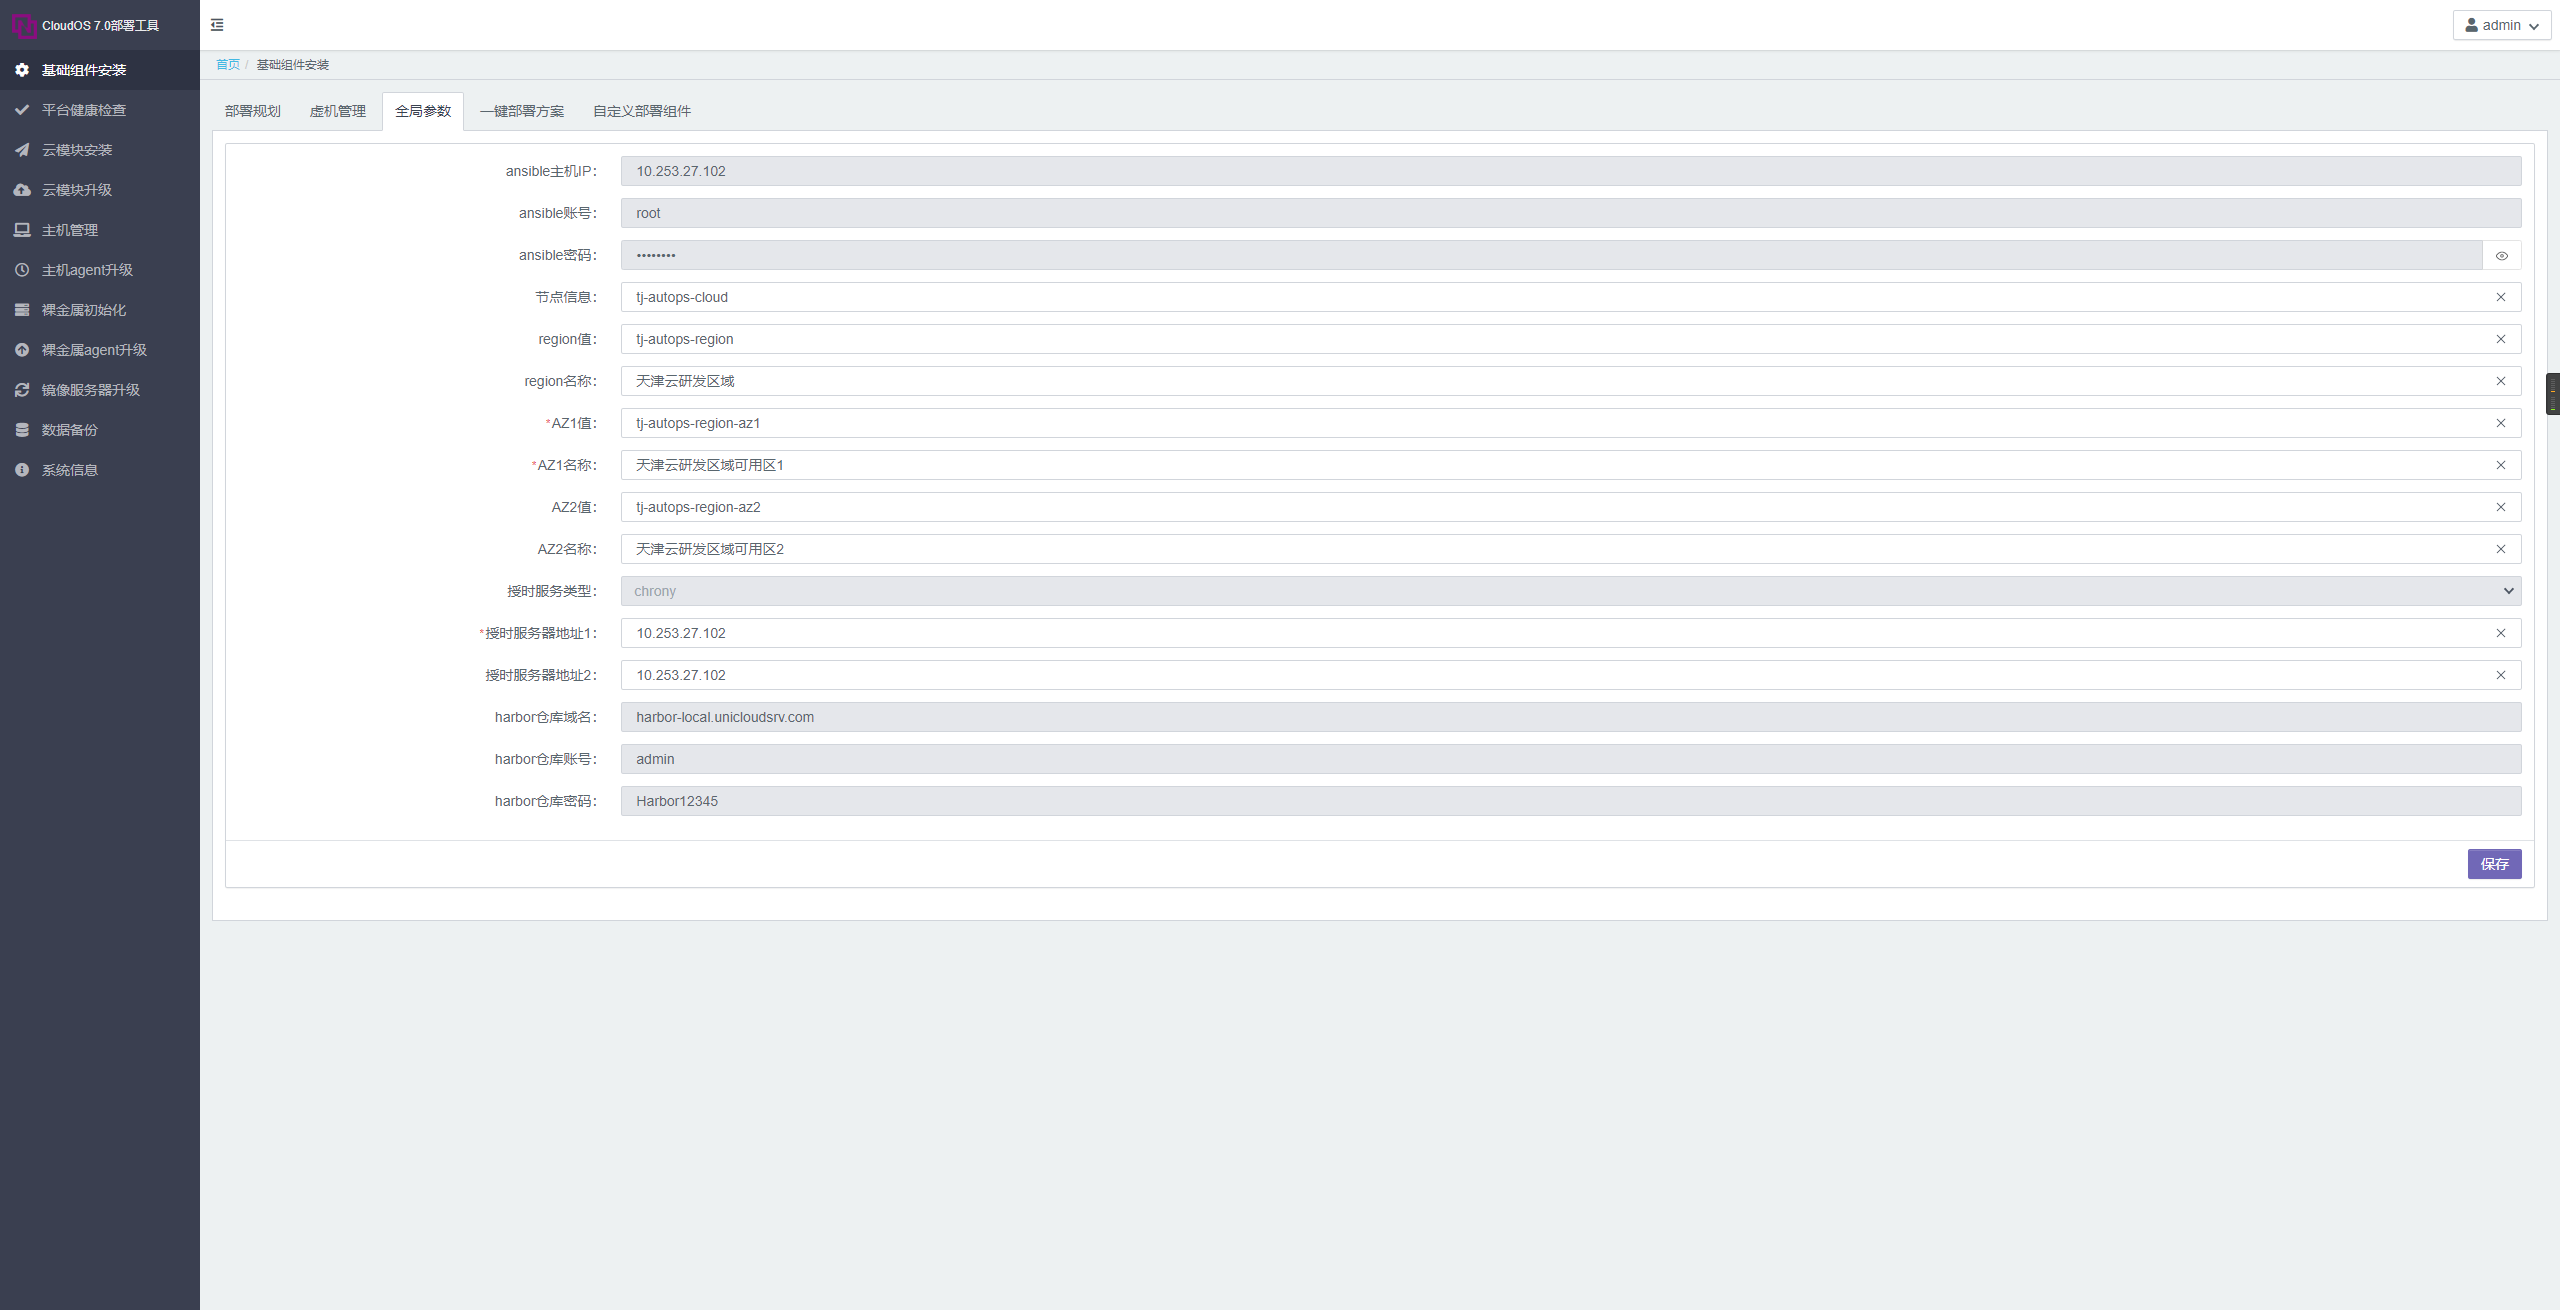 CloudOS 7.0部署工具
admin
基础组件安装
平台健康检查
云模块安装
云模块升级
主机管理
主机agent升级
裸金属初始化
裸金属agent升级
镜像服务器升级
数据备份
系统信息
首页 / 基础组件安装
部署规划 虚机管理 全局参数 一键部署方案 自定义部署组件
ansible主机IP： 10.253.27.102
ansible账号： root
ansible密码： ••••••••
节点信息： tj-autops-cloud
region值： tj-autops-region
region名称： 天津云研发区域
*AZ1值： tj-autops-region-az1
*AZ1名称： 天津云研发区域可用区1
AZ2值： tj-autops-region-az2
AZ2名称： 天津云研发区域可用区2
授时服务类型： chrony
*授时服务器地址1： 10.253.27.102
授时服务器地址2： 10.253.27.102
harbor仓库域名： harbor-local.unicloudsrv.com
harbor仓库账号： admin
harbor仓库密码： Harbor12345
保存